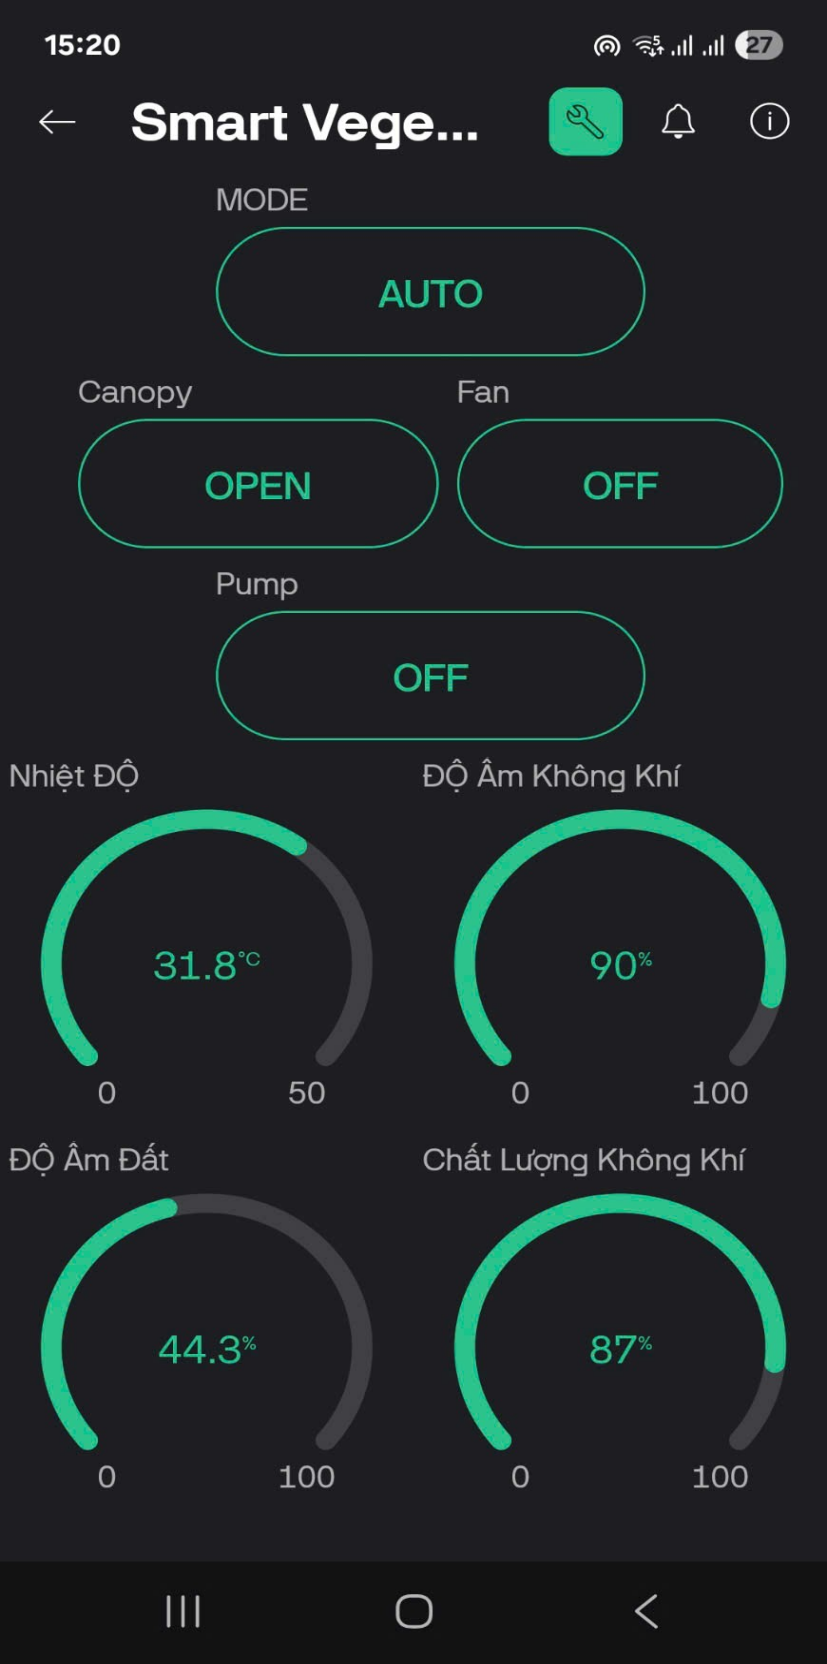 15:20
5
27
Smart Vege...
MODE
AUTO
Canopy Fan
OPEN OFF
Pump
OFF
Nhiệt ĐỘ ĐỘ Âm Không Khí
31.8°C 90%
0 50 0 100
ĐỘ Âm Đất Chất Lượng Không Khí
44.3% 87%
0 100 0 100